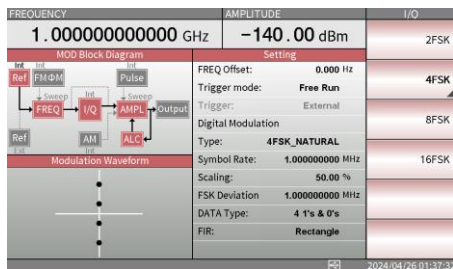 FREQUENCY AMPLITUDE I/O
1.000000000000 GHz -140.00 dBm
2FSK
4FSK
8FSK
16FSK
MOD Block Diagram
Int Int Int
Ref FMΦM Pulse
Sweep Int Sweep
FREQ I/Q AMPL Output
Ref AM ALC
Ext Int
Modulation Waveform
Setting
FREQ Offset: 0.000 Hz
Trigger mode: Free Run
Trigger: External
Digital Modulation
Type: 4FSK_NATURAL
Symbol Rate: 1.000000000 MHz
Scaling: 50.00 %
FSK Deviation 1.000000000 MHz
DATA Type: 4 1's & 0's
FIR: Rectangle
2024/04/26 01:37:3